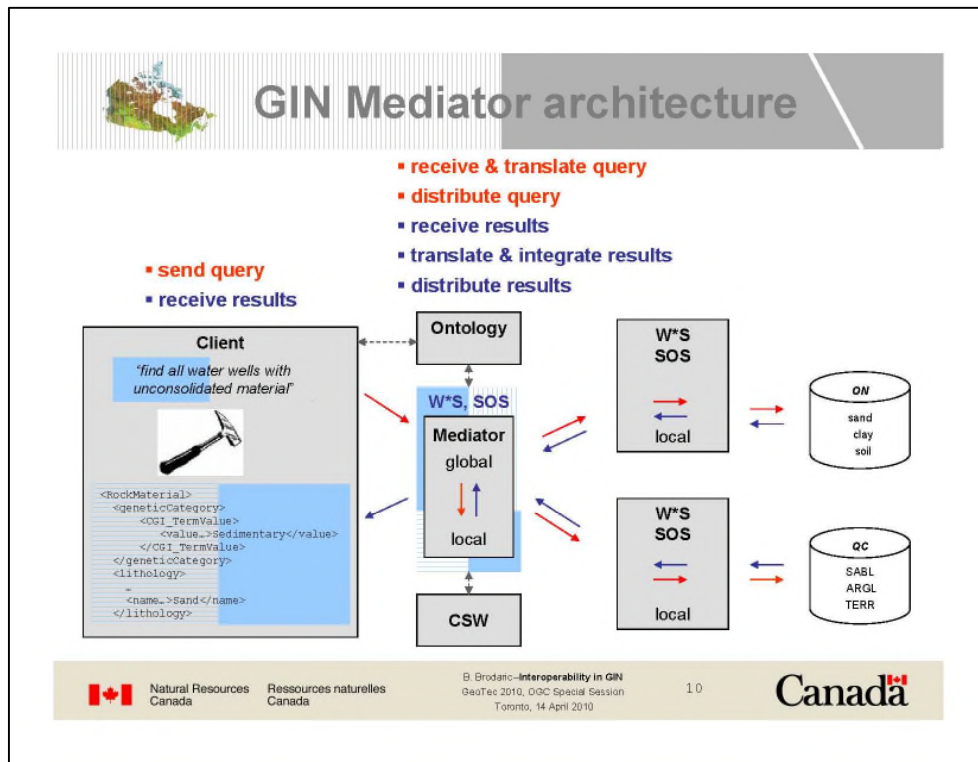 GIN Mediator architecture
▪ receive & translate query
▪ distribute query
▪ receive results
▪ translate & integrate results
▪ distribute results
▪ send query
▪ receive results
Client
"find all water wells with
unconsolidated material"
<RockMaterial>
<geneticCategory>
<CGI_TermValue>
<value…>Sedimentary</value>
</CGI_TermValue>
</geneticCategory>
<lithology>
…
<name…>Sand</name>
</lithology>
Ontology
W*S, SOS
Mediator
global
local
CSW
W*S
SOS
local
ON
sand
clay
soil
W*S
SOS
local
QC
SABL
ARGL
TERR
Natural Resources
Canada
Ressources naturelles
Canada
B. Brodaric–Interoperability in GIN
GeoTec 2010, OGC Special Session
Toronto, 14 April 2010
10
Canada